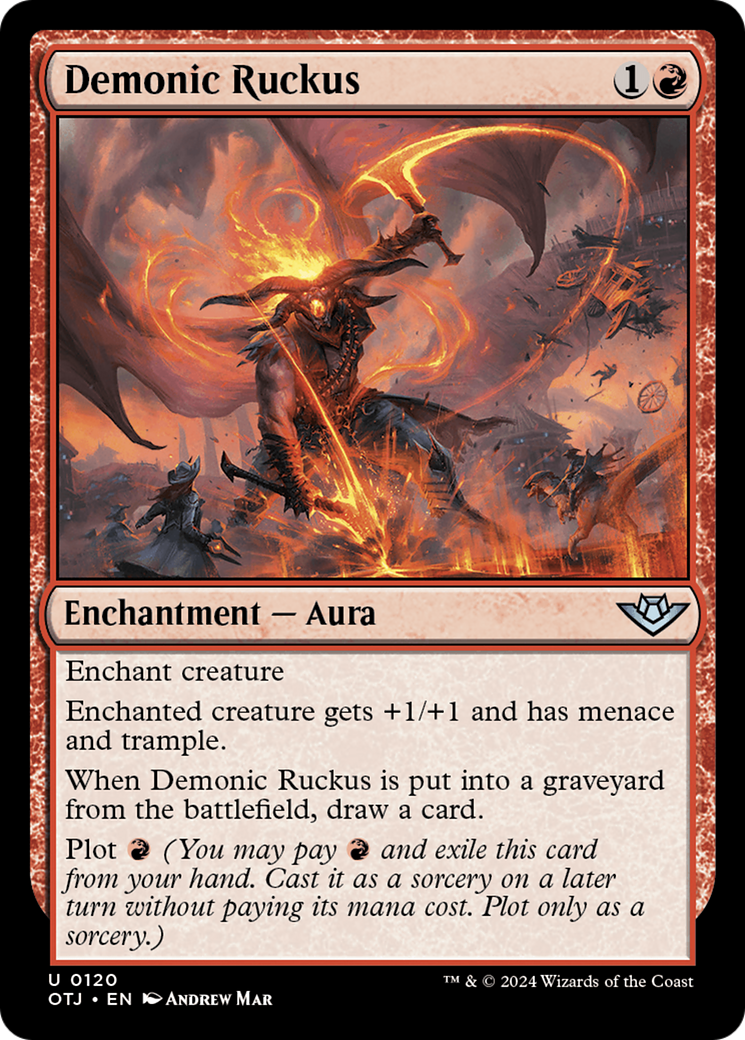 Demonic Ruckus 1
Enchantment — Aura
Enchant creature
Enchanted creature gets +1/+1 and has menace
and trample.
When Demonic Ruckus is put into a graveyard
from the battlefield, draw a card.
Plot (You may pay and exile this card
from your hand. Cast it as a sorcery on a later
turn without paying its mana cost. Plot only as a
sorcery.)
U 0120
OTJ • EN Andrew Mar
™ & © 2024 Wizards of the Coast